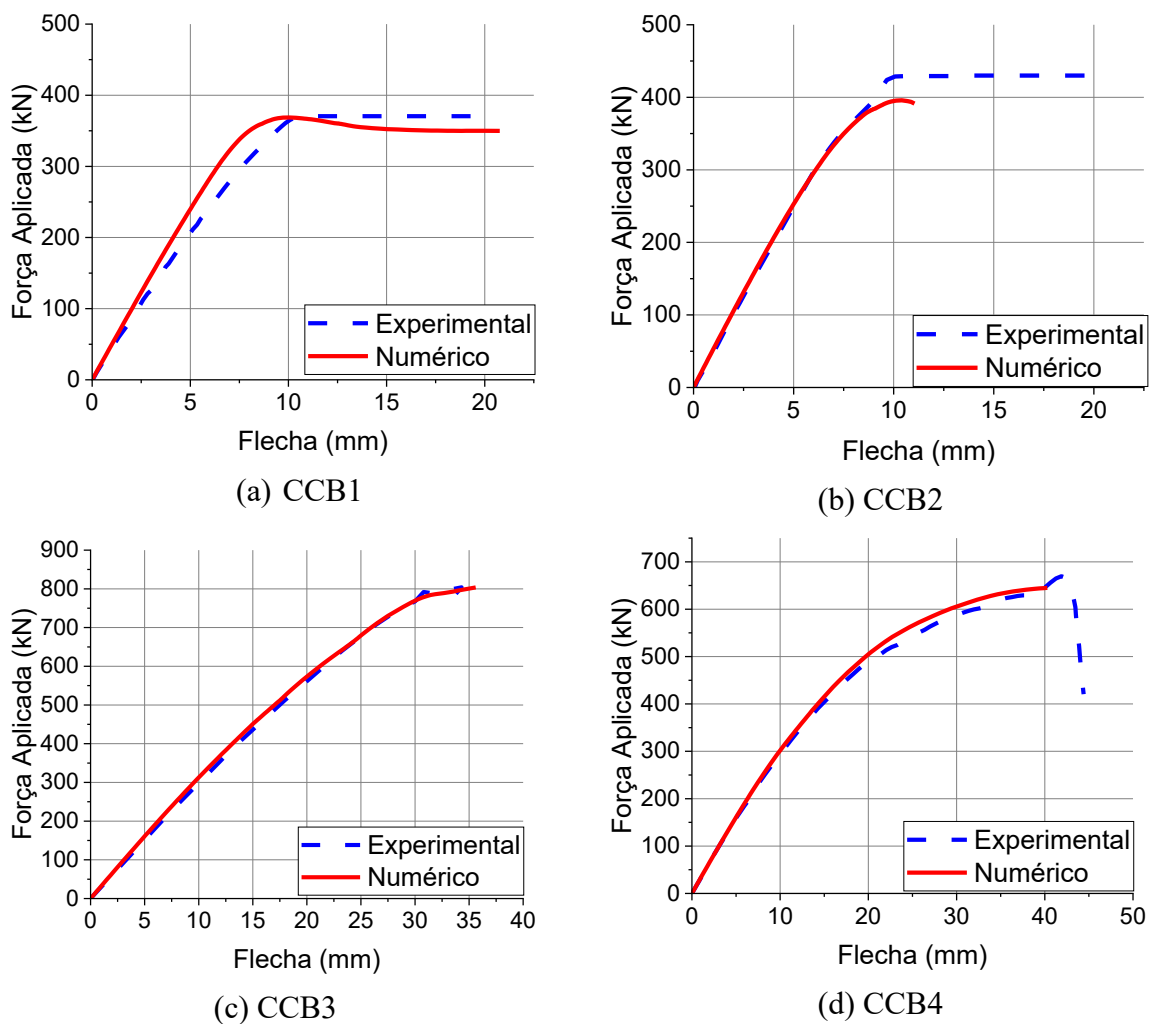 500
400
300
200
100
0
0 5 10 15 20
Força Aplicada (kN)
Flecha (mm)
Experimental
Numérico
(a) CCB1
500
400
300
200
100
0
0 5 10 15 20
Força Aplicada (kN)
Flecha (mm)
Experimental
Numérico
(b) CCB2
900
800
700
600
500
400
300
200
100
0
0 5 10 15 20 25 30 35 40
Força Aplicada (kN)
Flecha (mm)
Experimental
Numérico
(c) CCB3
700
600
500
400
300
200
100
0
0 10 20 30 40 50
Força Aplicada (kN)
Flecha (mm)
Experimental
Numérico
(d) CCB4